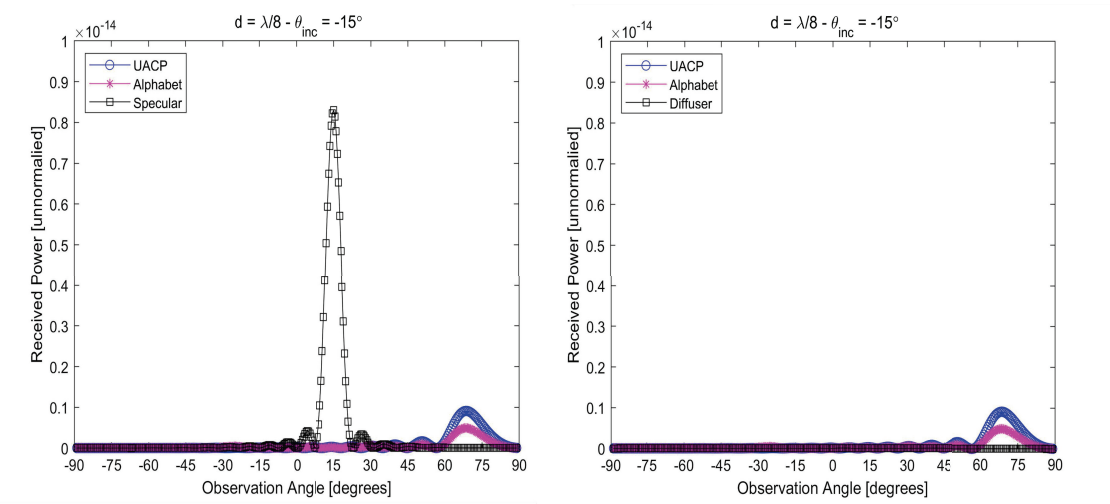 d = λ/8 - θinc = -15°
×10-14
1
0.9
0.8
0.7
0.6
0.5
0.4
0.3
0.2
0.1
0
Received Power [unnormalied]
UACP
Alphabet
Specular
-90 -75 -60 -45 -30 -15 0 15 30 45 60 75 90
Observation Angle [degrees]
d = λ/8 - θinc = -15°
×10-14
1
0.9
0.8
0.7
0.6
0.5
0.4
0.3
0.2
0.1
0
Received Power [unnormalied]
UACP
Alphabet
Diffuser
-90 -75 -60 -45 -30 -15 0 15 30 45 60 75 90
Observation Angle [degrees]